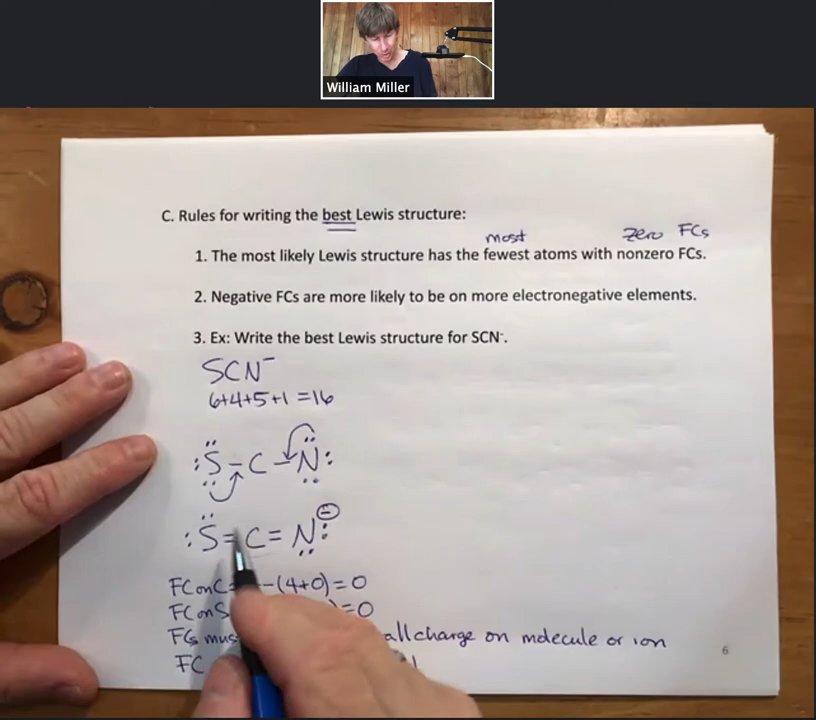 William Miller
C. Rules for writing the best Lewis structure:
most zero FCs
1. The most likely Lewis structure has the fewest atoms with nonzero FCs.
2. Negative FCs are more likely to be on more electronegative elements.
3. Ex: Write the best Lewis structure for SCN⁻.
SCN⁻
6+4+5+1=16
:S-C-N:
:S=C=N: ⊖
FC on C= -(4+0)=0
FC on S )=0
FCs mus all charge on molecule or ion
FC
6